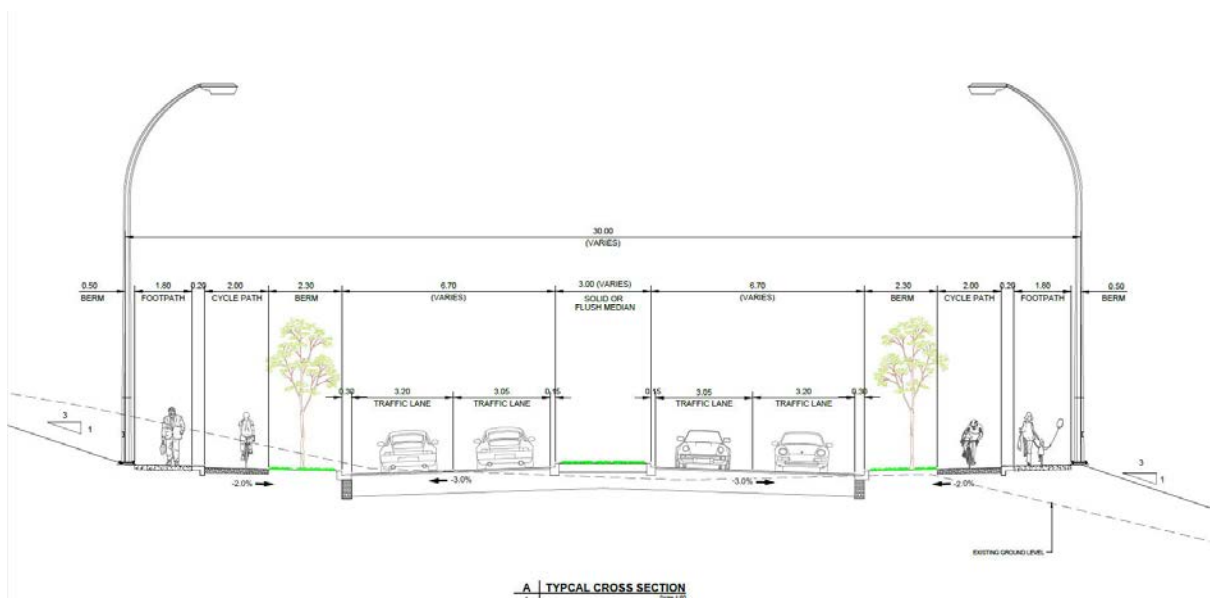 30.00
(VARIES)
0.50 1.80 0.20 2.00 2.30 6.70 3.00 (VARIES) 6.70 2.30 2.00 0.20 1.80 0.50
BERM FOOTPATH CYCLE PATH BERM (VARIES) SOLID OR (VARIES) BERM CYCLE PATH FOOTPATH BERM
FLUSH MEDIAN
0.30 3.20 3.05 0.15 0.15 3.05 3.20 0.30
TRAFFIC LANE TRAFFIC LANE TRAFFIC LANE TRAFFIC LANE
3
1
3
1
-2.0% -3.0% -3.0% -2.0%
EXISTING GROUND LEVEL
A TYPCAL CROSS SECTION